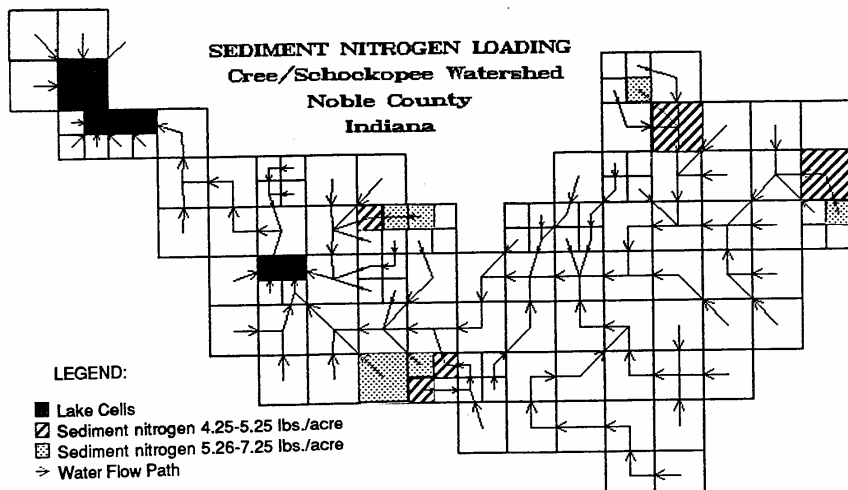 SEDIMENT NITROGEN LOADING
Cree/Schockopee Watershed
Noble County
Indiana
LEGEND:
Lake Cells
Sediment nitrogen 4.25-5.25 lbs./acre
Sediment nitrogen 5.26-7.25 lbs./acre
Water Flow Path